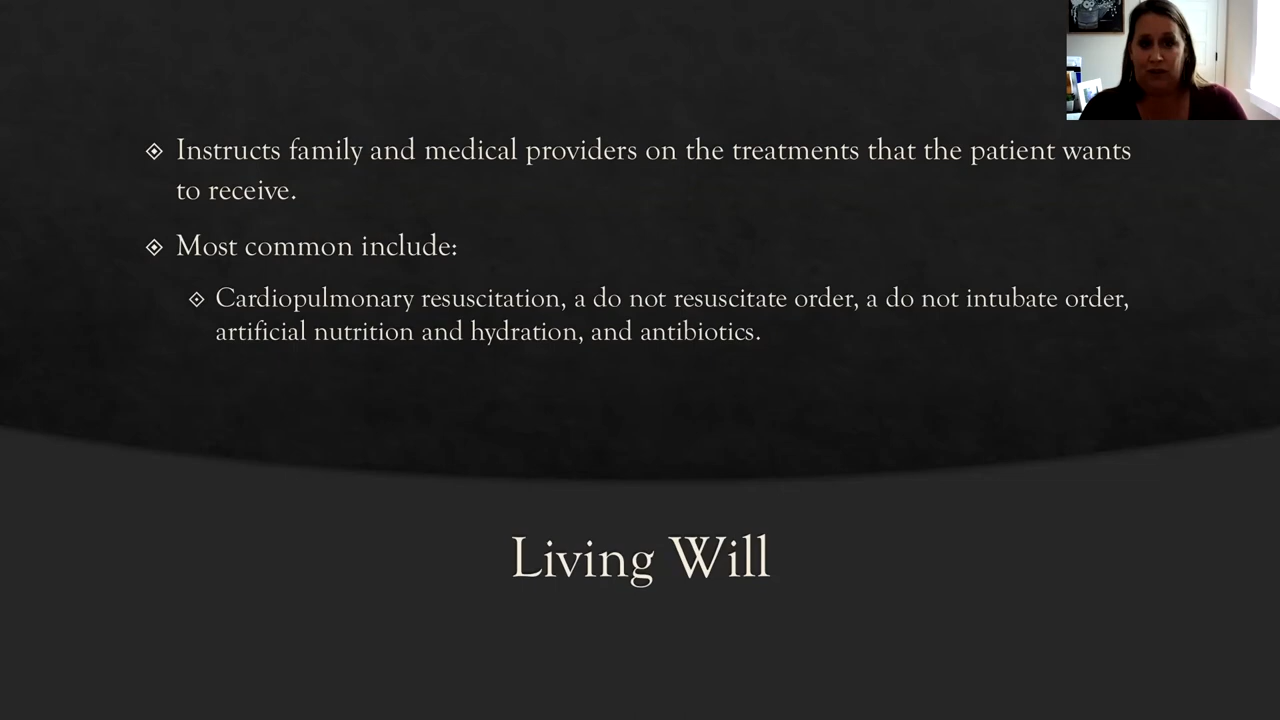 Instructs family and medical providers on the treatments that the patient wants
to receive.
Most common include:
Cardiopulmonary resuscitation, a do not resuscitate order, a do not intubate order,
artificial nutrition and hydration, and antibiotics.
Living Will